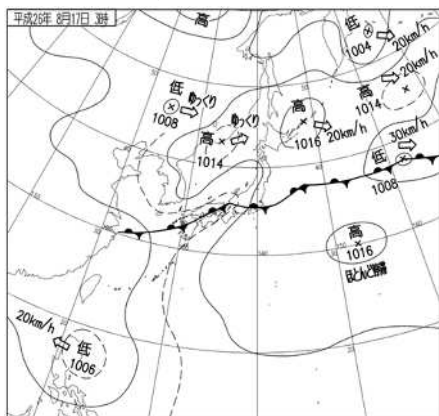 平成26年 8月17日 3時
高
低
1004
20km/h
20km/h
高
1014
低
ゆっくり
1008
高
ゆっくり
1014
高
1016
20km/h
30km/h
低
1008
高
1016
ほとんど停滞
20km/h
低
1006